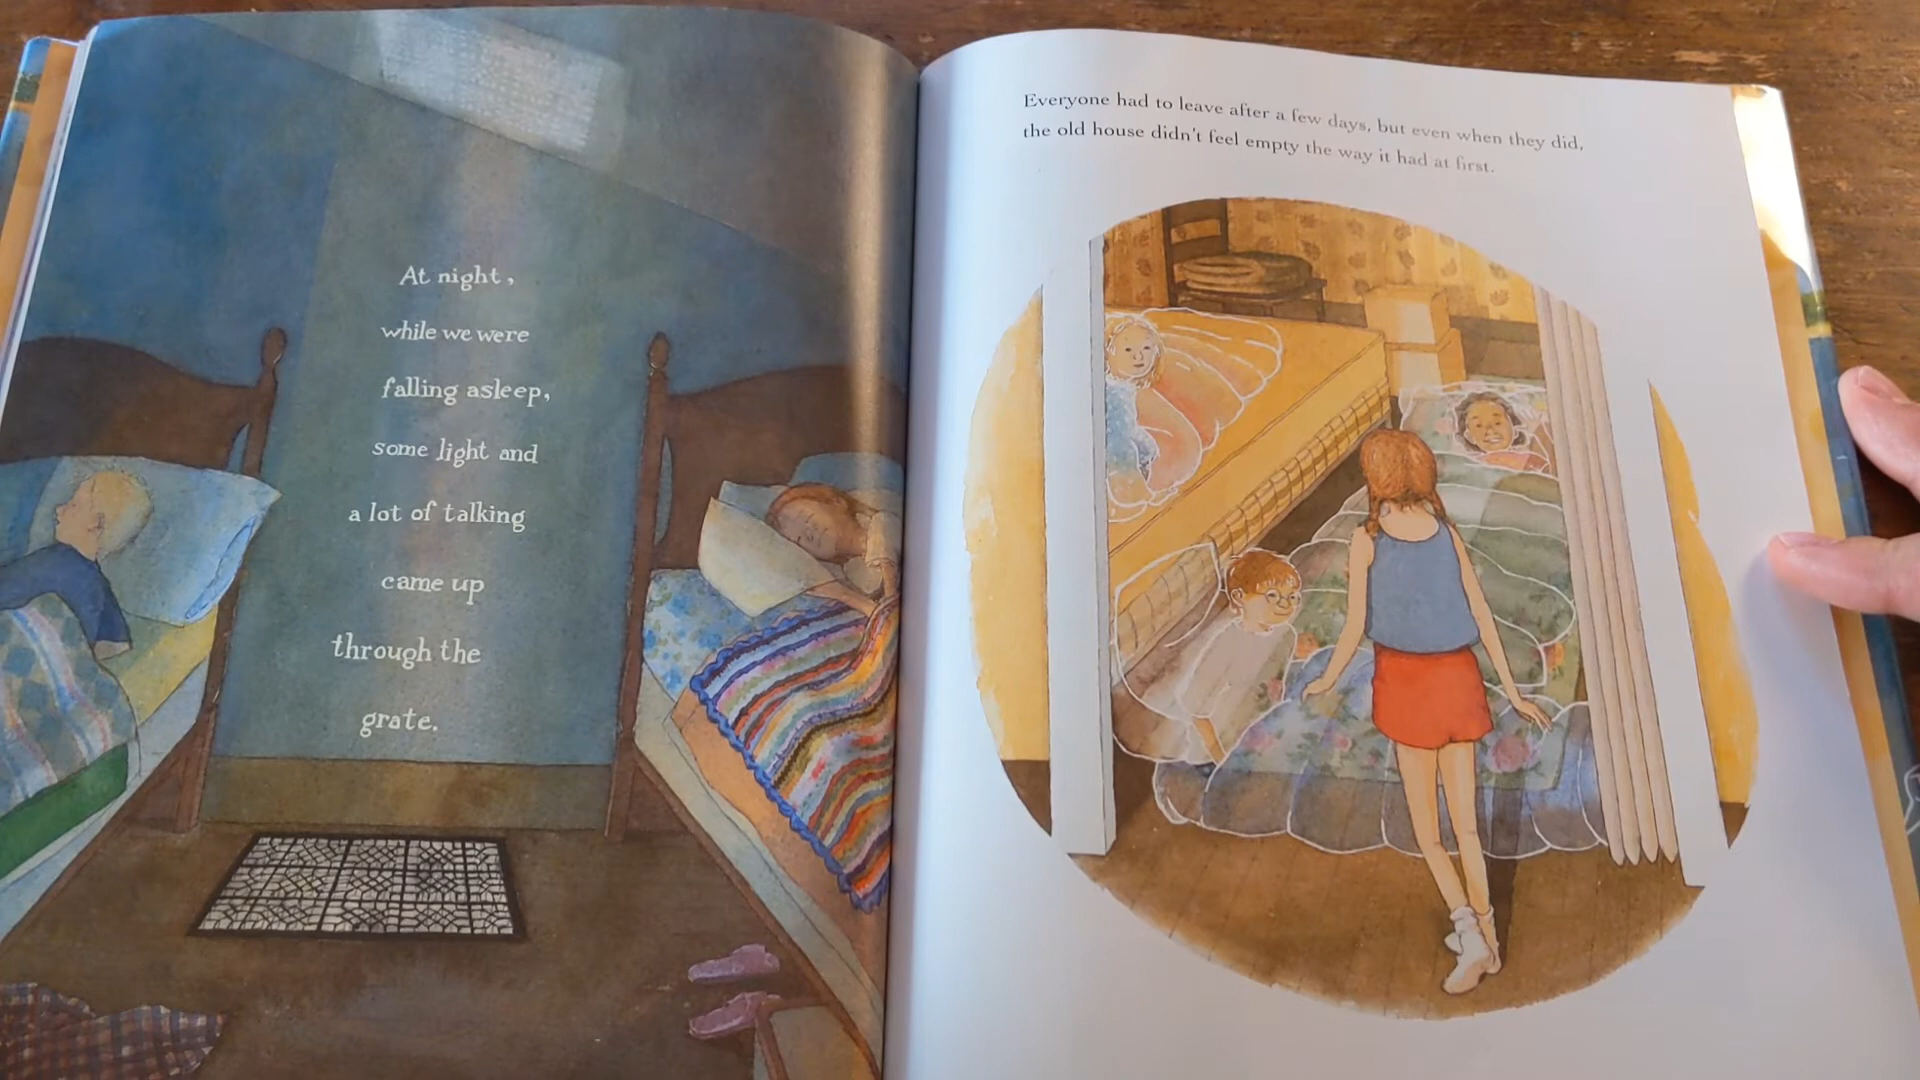 At night,
while we were
falling asleep,
some light and
a lot of talking
came up
through the
grate.
Everyone had to leave after a few days, but even when they did,
the old house didn't feel empty the way it had at first.